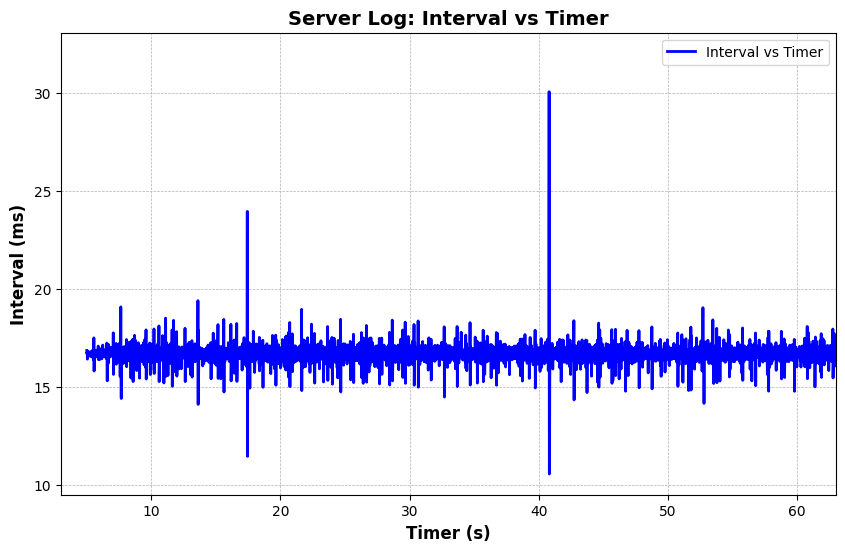 Server Log: Interval vs Timer
Interval vs Timer
30
25
20
15
10
Interval (ms)
10 20 30 40 50 60
Timer (s)